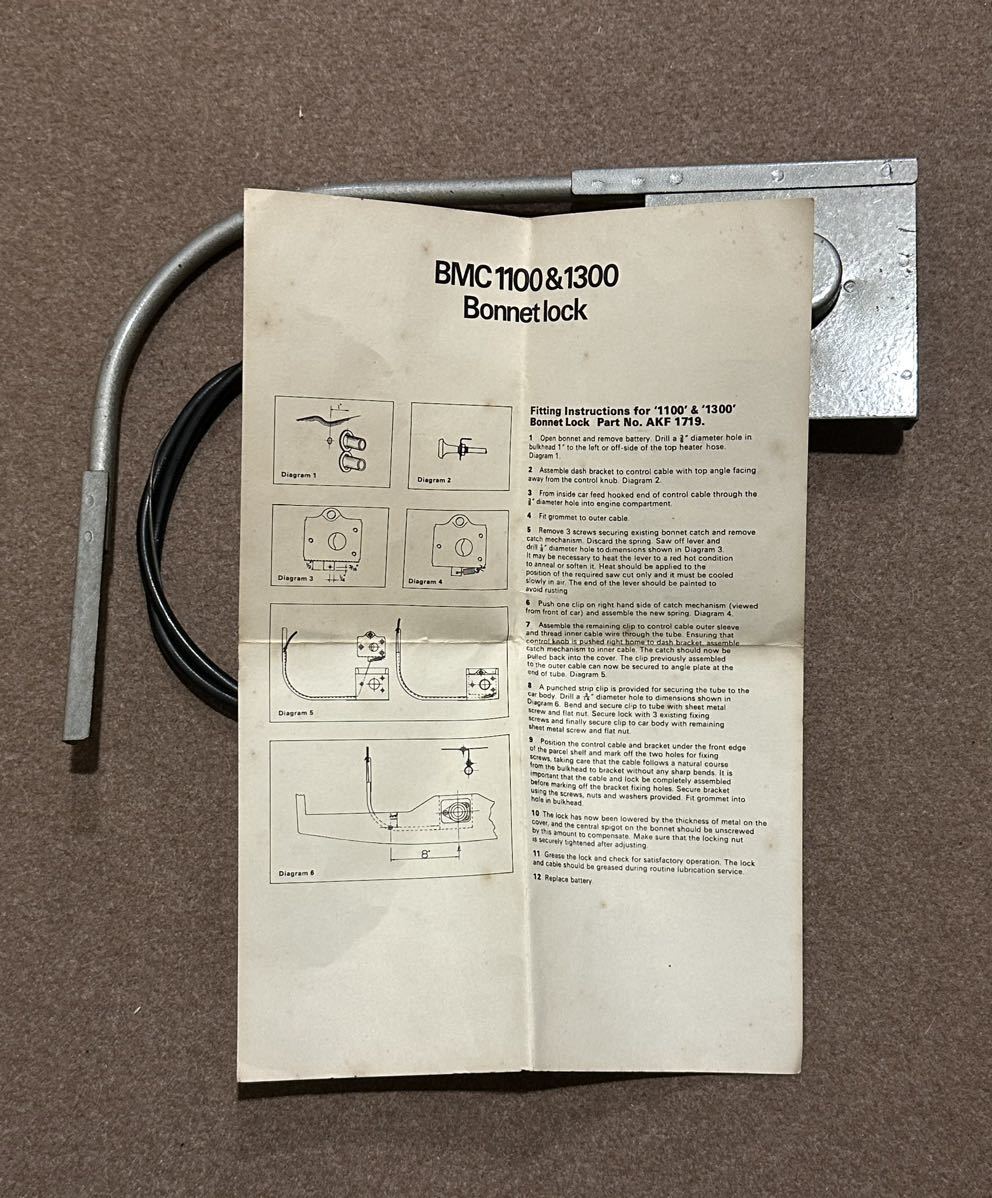 BMC 1100 & 1300
Bonnet lock
1"
Diagram 1
Diagram 2
Diagram 3
Diagram 4
Diagram 5
8"
Diagram 6
Fitting Instructions for '1100' & '1300'
Bonnet Lock Part No. AKF 1719.
1 Open bonnet and remove battery. Drill a " diameter hole in
bulkhead 1" to the left or off-side of the top heater hose.
Diagram 1.
2 Assemble dash bracket to control cable with top angle facing
away from the control knub. Diagram 2.
3 From inside car feed hooked end of control cable through the
" diameter hole into engine compartment.
4 Fit grommet to outer cable.
5 Remove 3 screws securing existing bonnet catch and remove
catch mechanism. Discard the spring. Saw off lever and
drill " diameter hole to dimensions shown in Diagram 3.
It may be necessary to heat the lever to a red hot condition
to anneal or soften it. Heat should be applied to the
position of the required saw cut only and it must be cooled
slowly in air. The end of the lever should be painted to
avoid rusting
6 Push one clip on right hand side of catch mechanism (viewed
from front of car) and assemble the new spring. Diagram 4.
7 Assemble the remaining clip to control cable outer sleeve
and thread inner cable wire through the tube. Ensuring that
control knob is pushed right home to dash bracket, assemble
catch mechanism to inner cable. The catch should now be
pulled back into the cover. The clip previously assembled
to the outer cable can now be secured to angle plate at the
end of tube. Diagram 5.
8 A punched strip clip is provided for securing the tube to the
car body. Drill a " diameter hole to dimensions shown in
Diagram 6. Bend and secure clip to tube with sheet metal
screw and flat nut. Secure lock with 3 existing fixing
screws and finally secure clip to car body with remaining
sheet metal screw and flat nut.
9 Position the control cable and bracket under the front edge
of the parcel shelf and mark off the two holes for fixing
screws, taking care that the cable follows a natural course
from the bulkhead to bracket without any sharp bends. It is
important that the cable and lock be completely assembled
before marking off the bracket fixing holes. Secure bracket
using the screws, nuts and washers provided. Fit grommet into
hole in bulkhead.
10 The lock has now been lowered by the thickness of metal on the
cover, and the central spigot on the bonnet should be unscrewed
by this amount to compensate. Make sure that the locking nut
is securely tightened after adjusting.
11 Grease the lock and check for satisfactory operation. The lock
and cable should be greased during routine lubrication service.
12 Replace battery.